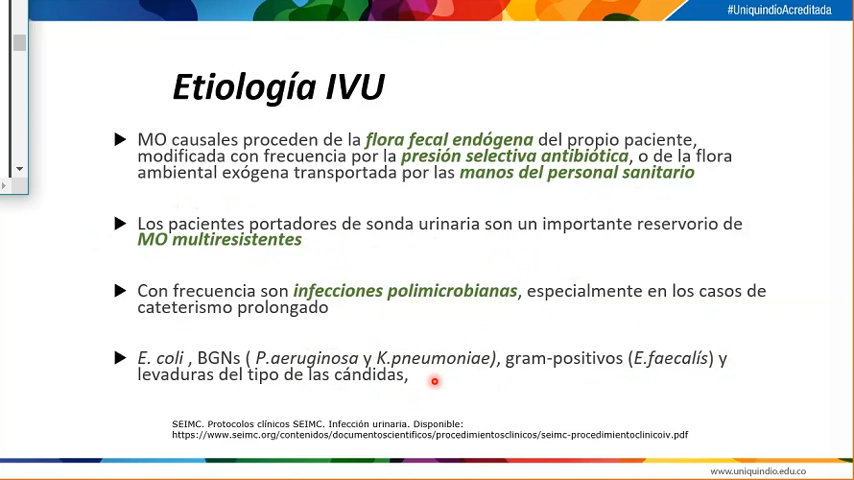 #UniquindíoAcreditada
Etiología IVU
MO causales proceden de la flora fecal endógena del propio paciente,
modificada con frecuencia por la presión selectiva antibiótica, o de la flora
ambiental exógena transportada por las manos del personal sanitario
Los pacientes portadores de sonda urinaria son un importante reservorio de
MO multiresistentes
Con frecuencia son infecciones polimicrobianas, especialmente en los casos de
cateterismo prolongado
E. coli , BGNs ( P.aeruginosa y K.pneumoniae), gram-positivos (E.faecalís) y
levaduras del tipo de las cándidas,
SEIMC. Protocolos clínicos SEIMC. Infección urinaria. Disponible:
https://www.seimc.org/contenidos/documentoscientificos/procedimientosclinicos/seimc-procedimientoclinicoiv.pdf
www.uniquindio.edu.co